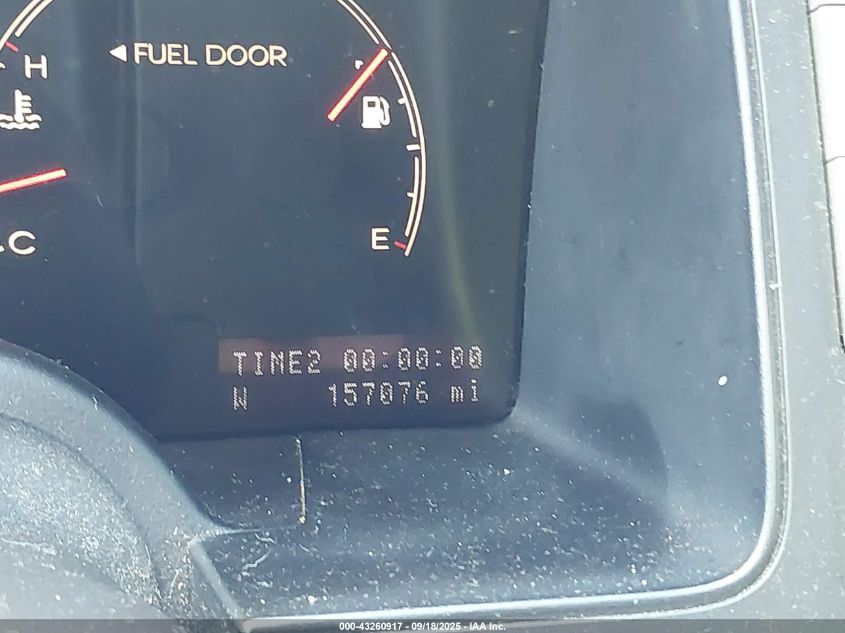 ◄ FUEL DOOR
H
F
C
E
TIME2 00:00:00
W 157076 mi
000-43260917 - 09/18/2025 - IAA Inc.